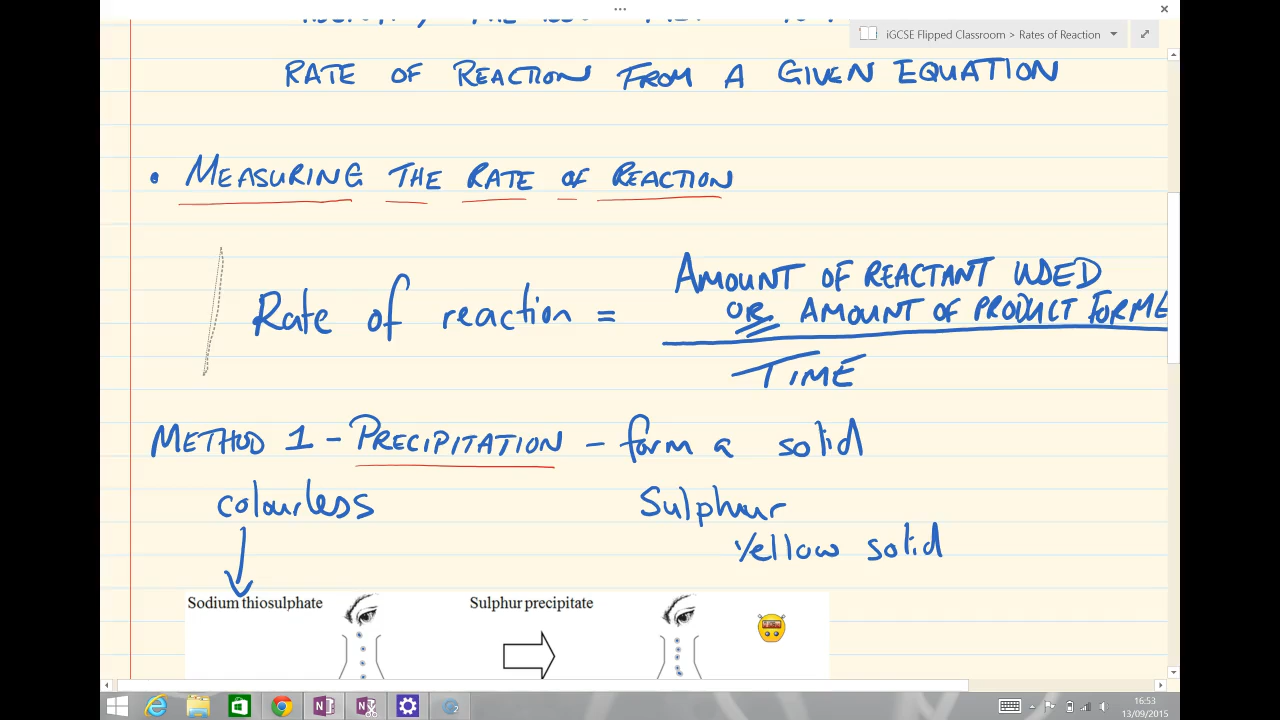 ...
iGCSE Flipped Classroom > Rates of Reaction
RATE OF REACTION FROM A GIVEN EQUATION
• MEASURING THE RATE OF REACTION
AMOUNT OF REACTANT USED
OR AMOUNT OF PRODUCT FORME
Rate of reaction =
TIME
METHOD 1 - PRECIPITATION - form a solid
colourless
Sulphur
Yellow solid
Sodium thiosulphate
Sulphur precipitate
16:53
13/09/2015